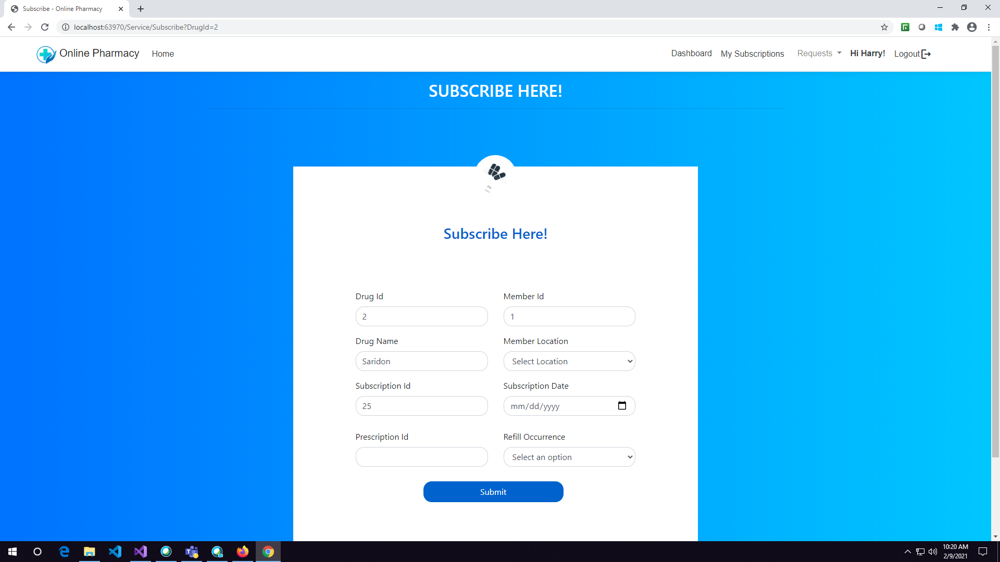 Subscribe - Online Pharmacy
localhost:63970/Service/Subscribe?DrugId=2
Online Pharmacy Home Dashboard My Subscriptions Requests Hi Harry! Logout
SUBSCRIBE HERE!
Subscribe Here!
Drug Id Member Id
2 1
Drug Name Member Location
Saridon Select Location
Subscription Id Subscription Date
25 mm/dd/yyyy
Prescription Id Refill Occurrence
Select an option
Submit
10:20 AM
2/9/2021